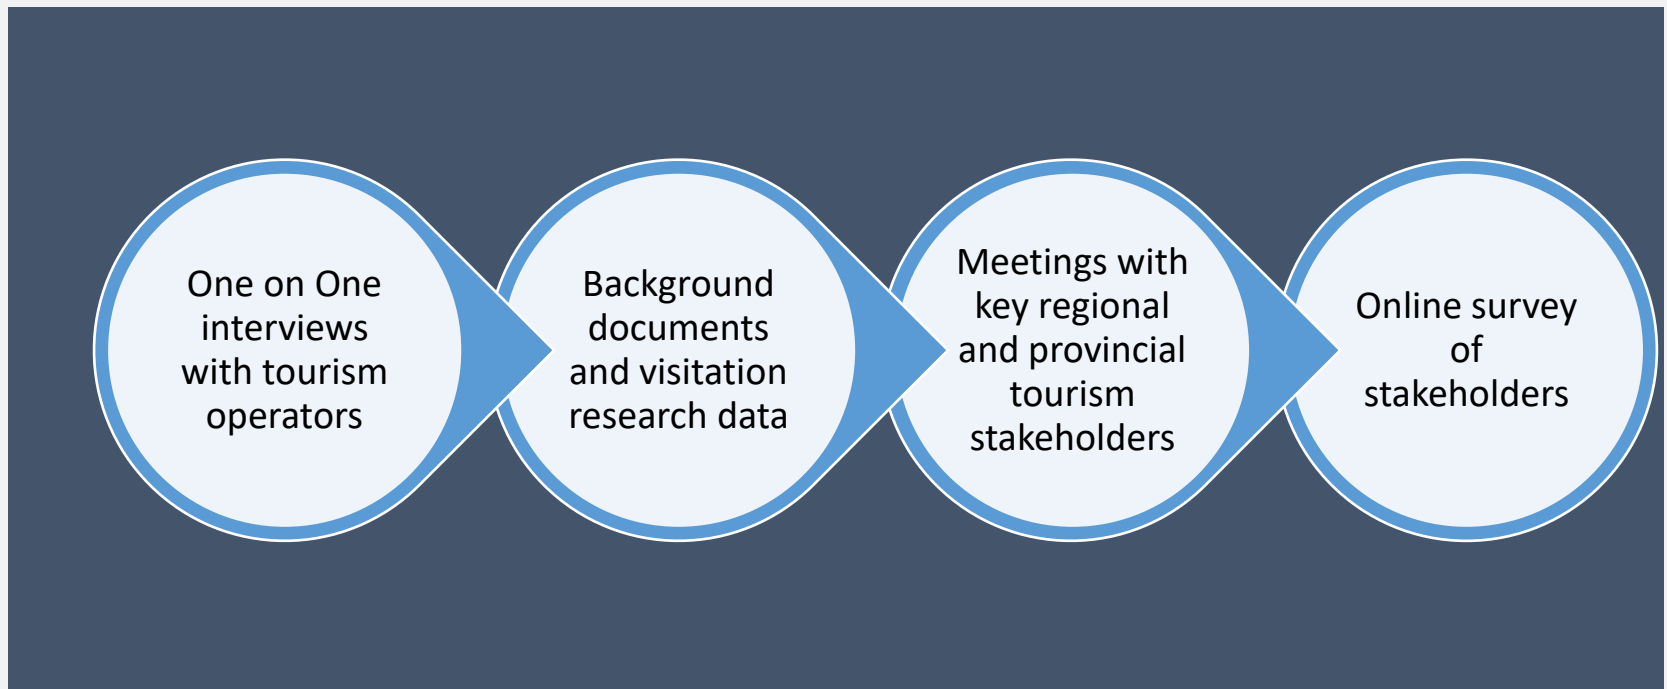 One on One
interviews
with tourism
operators
Background
documents
and visitation
research data
Meetings with
key regional
and provincial
tourism
stakeholders
Online survey
of
stakeholders